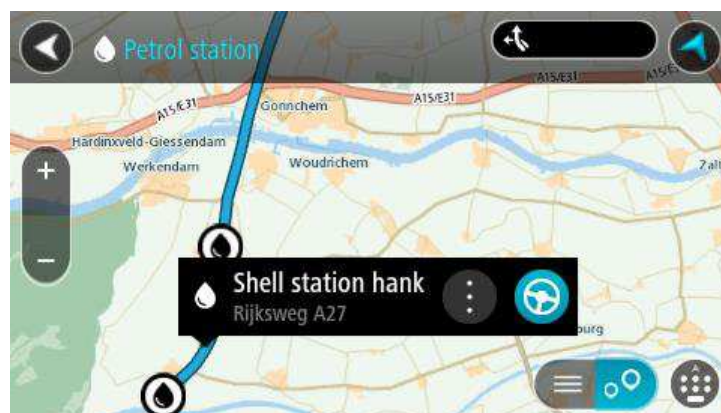 Petrol station
A15/E31
A15/E31
A15/E31
Gorinchem
A15/E31
Hardinxveld-Giessendam
Werkendam
Woudrichem
Shell station hank
Rijksweg A27